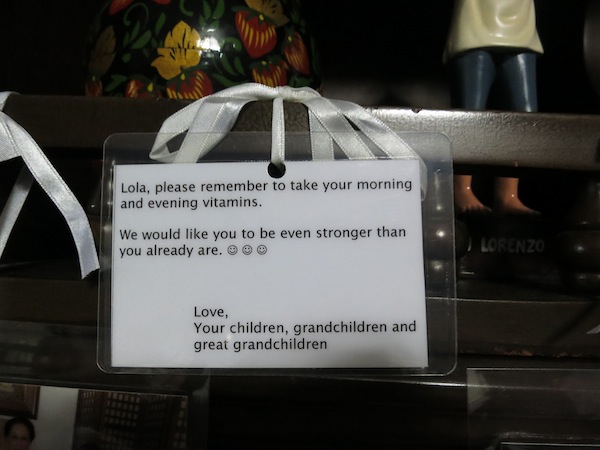 Lola, please remember to take your morning
and evening vitamins.
We would like you to be even stronger than
you already are. ☺ ☺ ☺
Love,
Your children, grandchildren and
great grandchildren
LORENZO